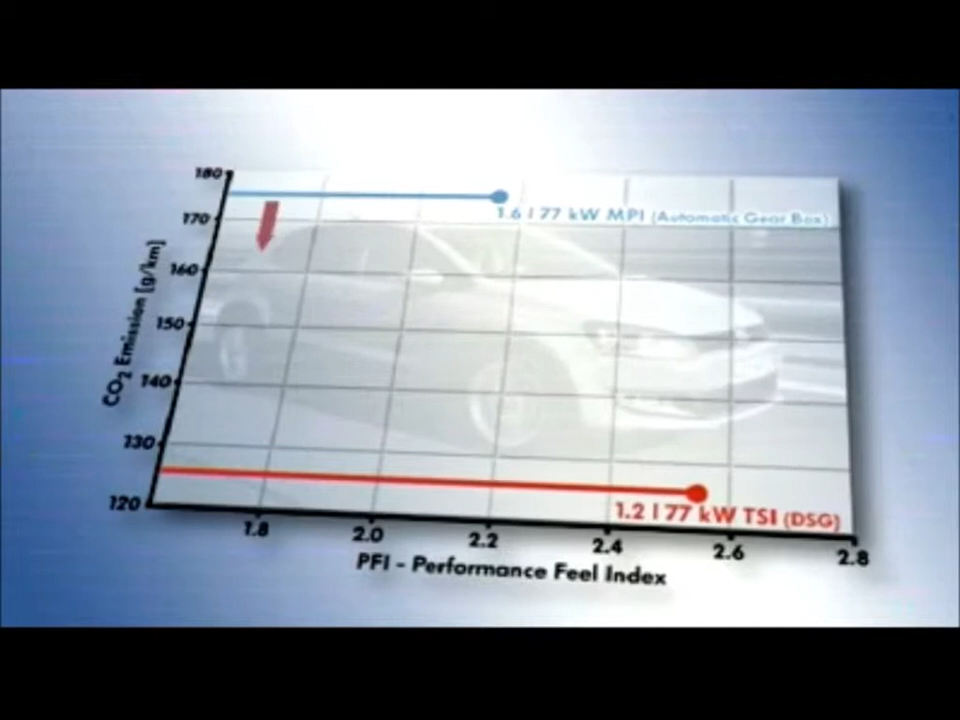 180
1.6 l 77 kW MPI (Automatic Gear Box)
170
160
150
140
130
120
CO2 Emission [g/km]
1.2 l 77 kW TSI (DSG)
1.8 2.0 2.2 2.4 2.6 2.8
PFI - Performance Feel Index